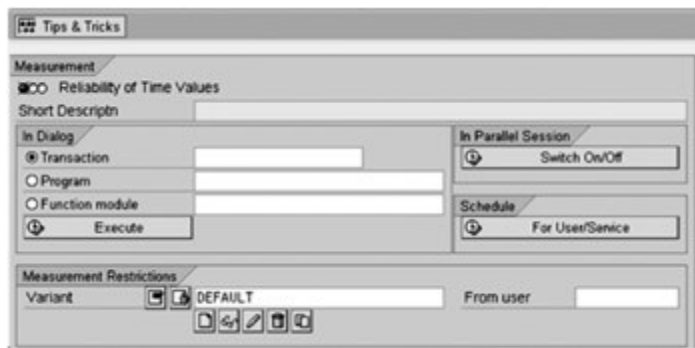 Tips & Tricks
Measurement
Reliability of Time Values
Short Descriptn
In Dialog
In Parallel Session
Transaction
Switch On/Off
Program
Function module
Schedule
Execute
For User/Service
Measurement Restrictions
Variant DEFAULT From user